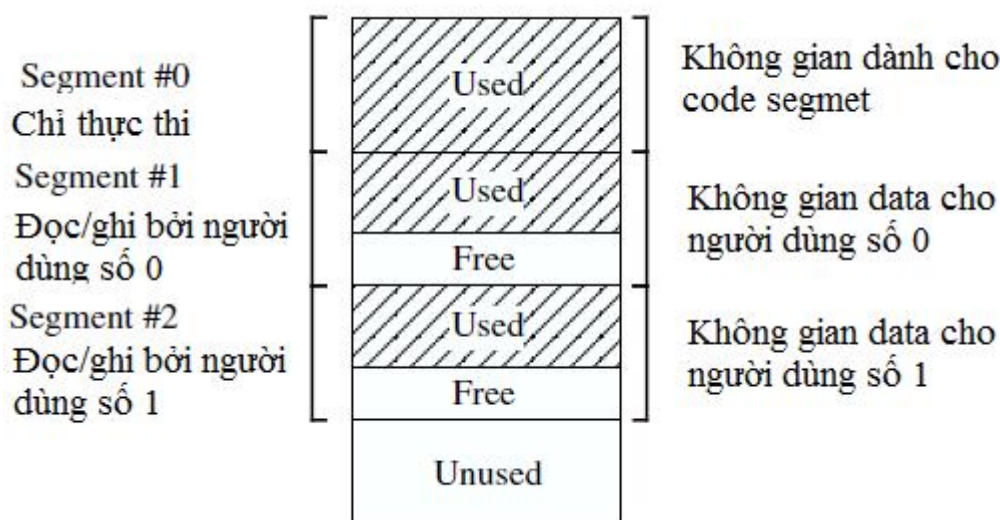 Segment #0
Chỉ thực thi
Segment #1
Đọc/ghi bởi người
dùng số 0
Segment #2
Đọc/ghi bởi người
dùng số 1
Used
Used
Free
Used
Free
Unused
Không gian dành cho
code segmet
Không gian data cho
người dùng số 0
Không gian data cho
người dùng số 1